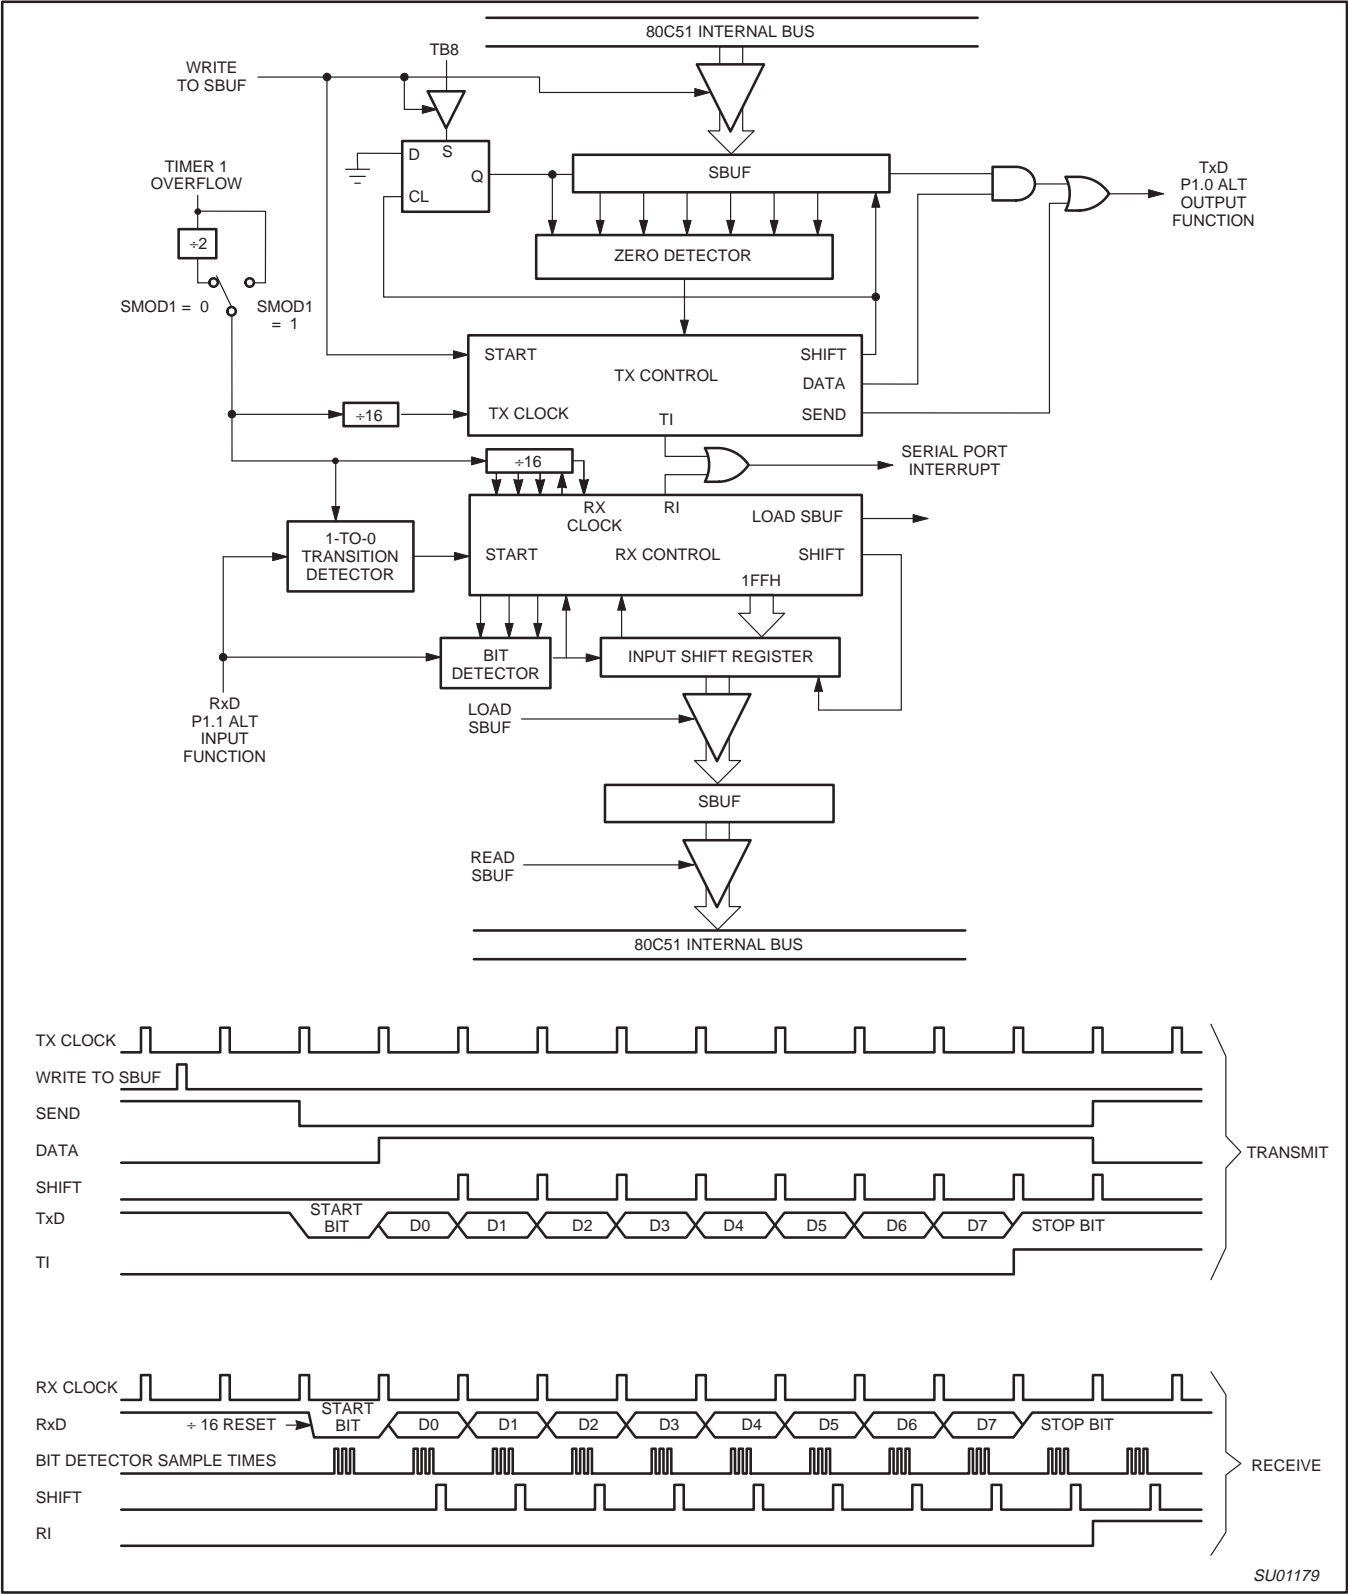 80C51 INTERNAL BUS
TB8
WRITE
TO SBUF
D
S
Q
CL
SBUF
TxD
P1.0 ALT
OUTPUT
FUNCTION
TIMER 1
OVERFLOW
÷2
ZERO DETECTOR
SMOD1 = 0
SMOD1
= 1
START
SHIFT
TX CONTROL
DATA
÷16
TX CLOCK
TI
SEND
SERIAL PORT
INTERRUPT
÷16
RX
CLOCK
RI
LOAD SBUF
1-TO-0
TRANSITION
DETECTOR
START
RX CONTROL
SHIFT
1FFH
BIT
DETECTOR
INPUT SHIFT REGISTER
RxD
P1.1 ALT
INPUT
FUNCTION
LOAD
SBUF
SBUF
READ
SBUF
80C51 INTERNAL BUS
TX CLOCK
WRITE TO SBUF
SEND
DATA
TRANSMIT
SHIFT
TxD
START
BIT
D0 D1 D2 D3 D4 D5 D6 D7 STOP BIT
TI
RX CLOCK
RxD
÷ 16 RESET
START
BIT
D0 D1 D2 D3 D4 D5 D6 D7 STOP BIT
BIT DETECTOR SAMPLE TIMES
RECEIVE
SHIFT
RI
SU01179